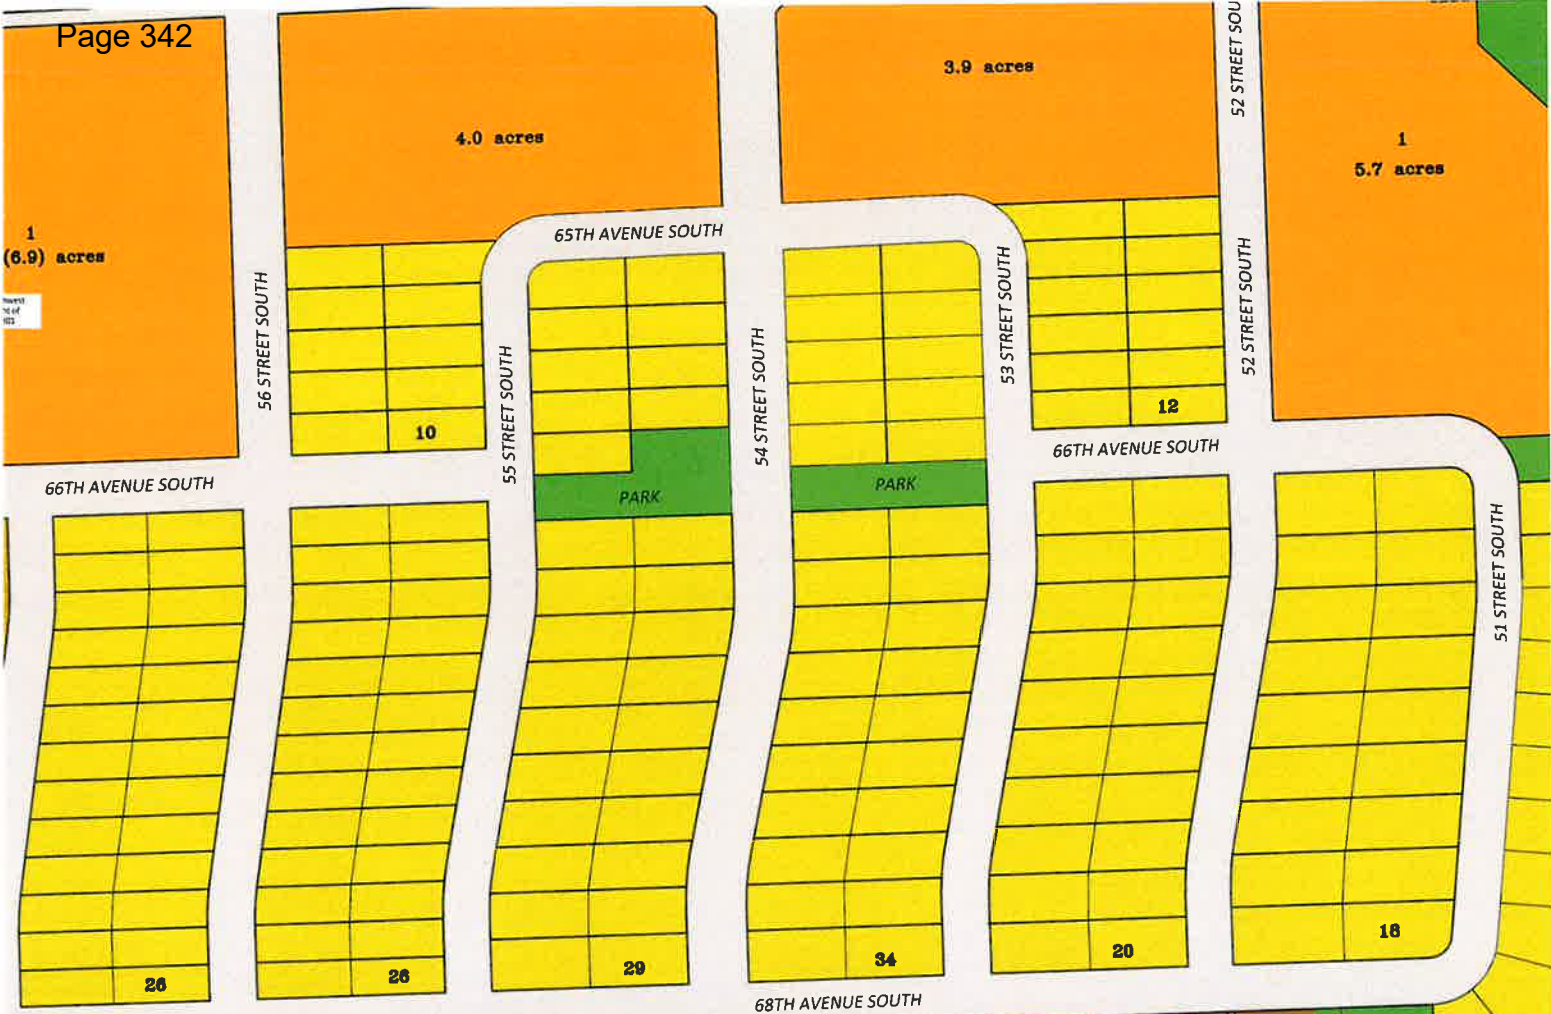 Page 342
52 STREET SOU
3.9 acres
4.0 acres
1
5.7 acres
1
(6.9) acres
65TH AVENUE SOUTH
56 STREET SOUTH
55 STREET SOUTH
54 STREET SOUTH
53 STREET SOUTH
52 STREET SOUTH
10
12
66TH AVENUE SOUTH
66TH AVENUE SOUTH
PARK
PARK
51 STREET SOUTH
26
26
29
34
20
18
68TH AVENUE SOUTH